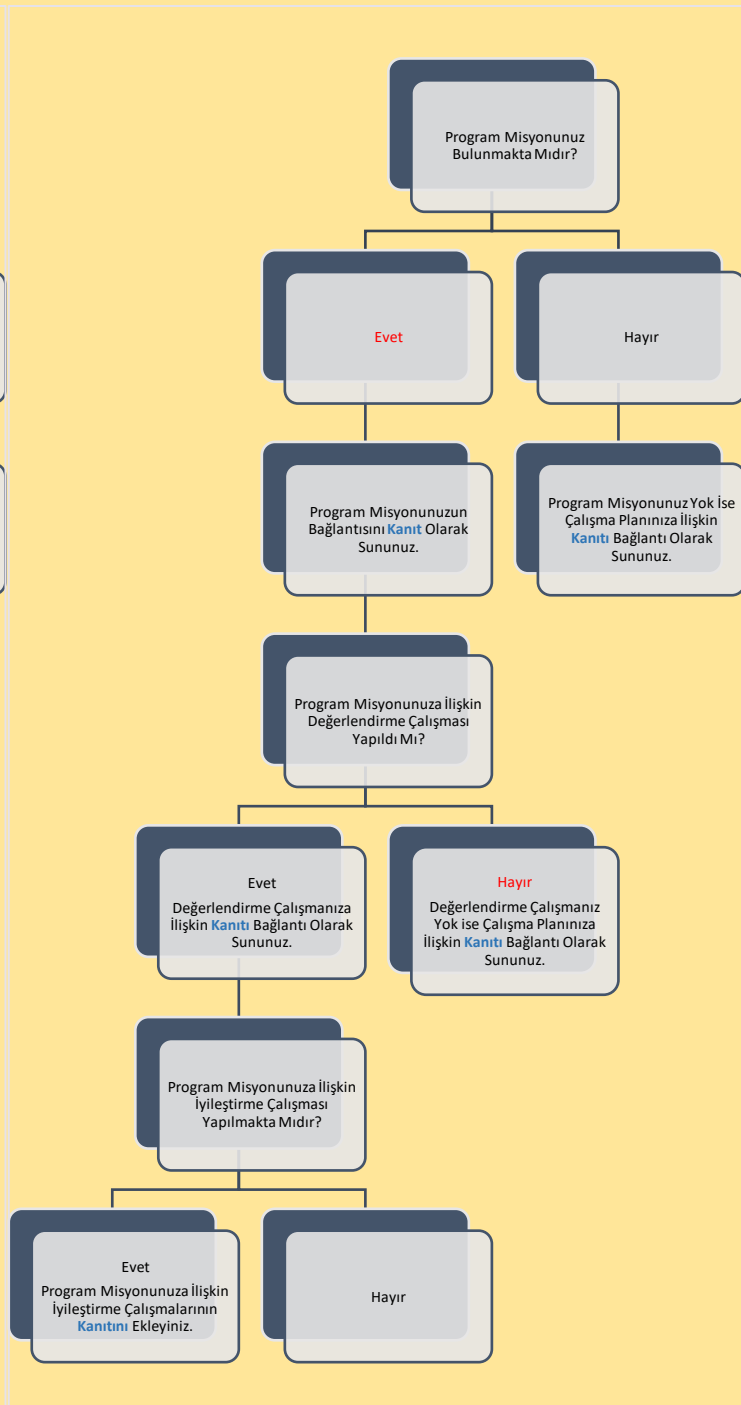 Program Misyonunuz
Bulunmakta Mıdır?
Evet
Hayır
Program Misyonunuzun
Bağlantısını Kanıt Olarak
Sununuz.
Program Misyonunuz Yok İse
Çalışma Planınıza İlişkin
Kanıtı Bağlantı Olarak
Sununuz.
Program Misyonunuza İlişkin
Değerlendirme Çalışması
Yapıldı Mı?
Evet
Değerlendirme Çalışmanıza
İlişkin Kanıtı Bağlantı Olarak
Sununuz.
Hayır
Değerlendirme Çalışmanız
Yok ise Çalışma Planınıza
İlişkin Kanıtı Bağlantı Olarak
Sununuz.
Program Misyonunuza İlişkin
İyileştirme Çalışması
Yapılmakta Mıdır?
Evet
Program Misyonunuza İlişkin
İyileştirme Çalışmalarının
Kanıtını Ekleyiniz.
Hayır